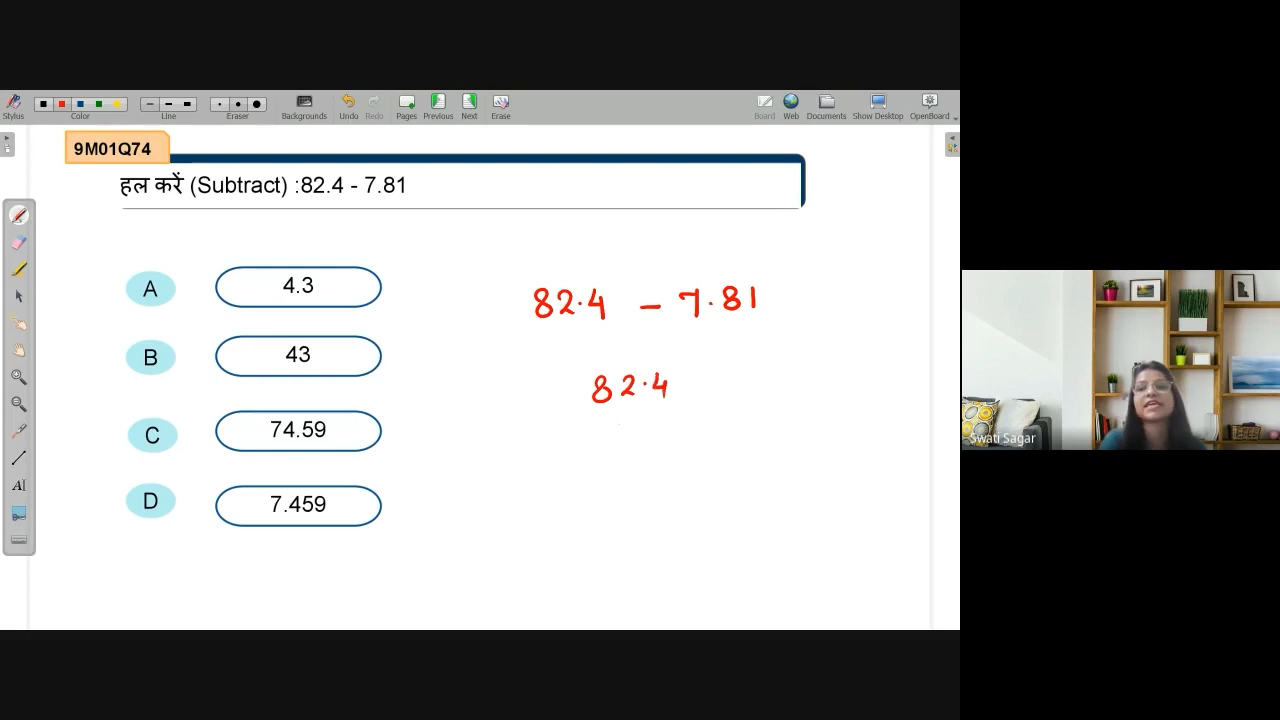 Stylus
Color
Line
Eraser
Backgrounds
Undo
Redo
Pages
Previous
Next
Erase
Board
Web
Documents
Show Desktop
OpenBoard
9M01Q74
हल करें (Subtract) :82.4 - 7.81
A 4.3
B 43
C 74.59
D 7.459
82.4 - 7.81
82.4
Swati Sagar